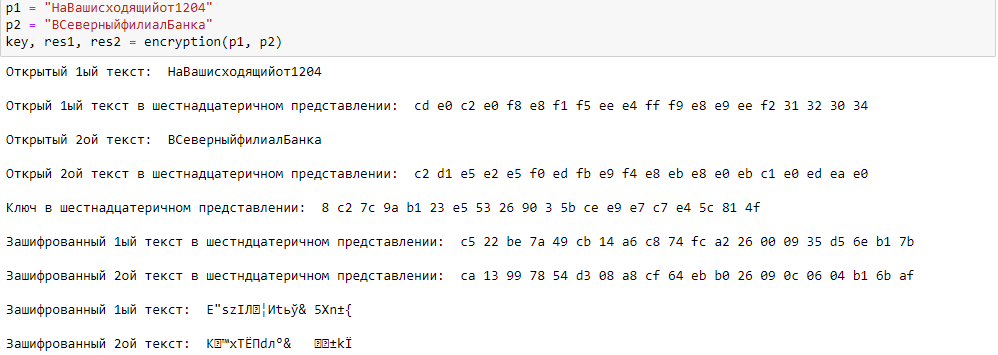 p1 = "НаВашисходящийот1204"
p2 = "ВСеверныйфилиалБанка"
key, res1, res2 = encryption(p1, p2)
Открытый 1ый текст:  НаВашисходящийот1204
Открый 1ый текст в шестнадцатеричном представлении:  cd e0 c2 e0 f8 e8 f1 f5 ee e4 ff f9 e8 e9 ee f2 31 32 30 34
Открытый 2ой текст:  ВСеверныйфилиалБанка
Открый 2ой текст в шестнадцатеричном представлении:  c2 d1 e5 e2 e5 f0 ed fb e9 f4 e8 eb e8 e0 eb c1 e0 ed ea e0
Ключ в шестнадцатеричном представлении:  8 c2 7c 9a b1 23 e5 53 26 90 3 5b ce e9 e7 c7 e4 5c 81 4f
Зашифрованный 1ый текст в шестндцатеричном представлении:  c5 22 be 7a 49 cb 14 a6 c8 74 fc a2 26 00 09 35 d5 6e b1 7b
Зашифрованный 2ой текст в шестндцатеричном представлении:  ca 13 99 78 54 d3 08 a8 cf 64 eb b0 26 09 0c 06 04 b1 6b af
Зашифрованный 1ый текст:  Е"ѕzIЛ¦Иtьў& 5Хn±{
Зашифрованный 2ой текст:  К™xTЁПdл°& ±kЇ